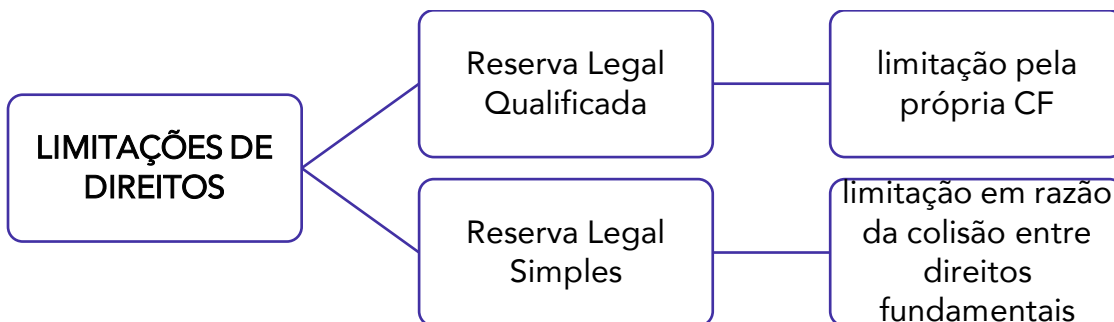 LIMITAÇÕES DE
DIREITOS
Reserva Legal
Qualificada
limitação pela
própria CF
Reserva Legal
Simples
limitação em razão
da colisão entre
direitos
fundamentais